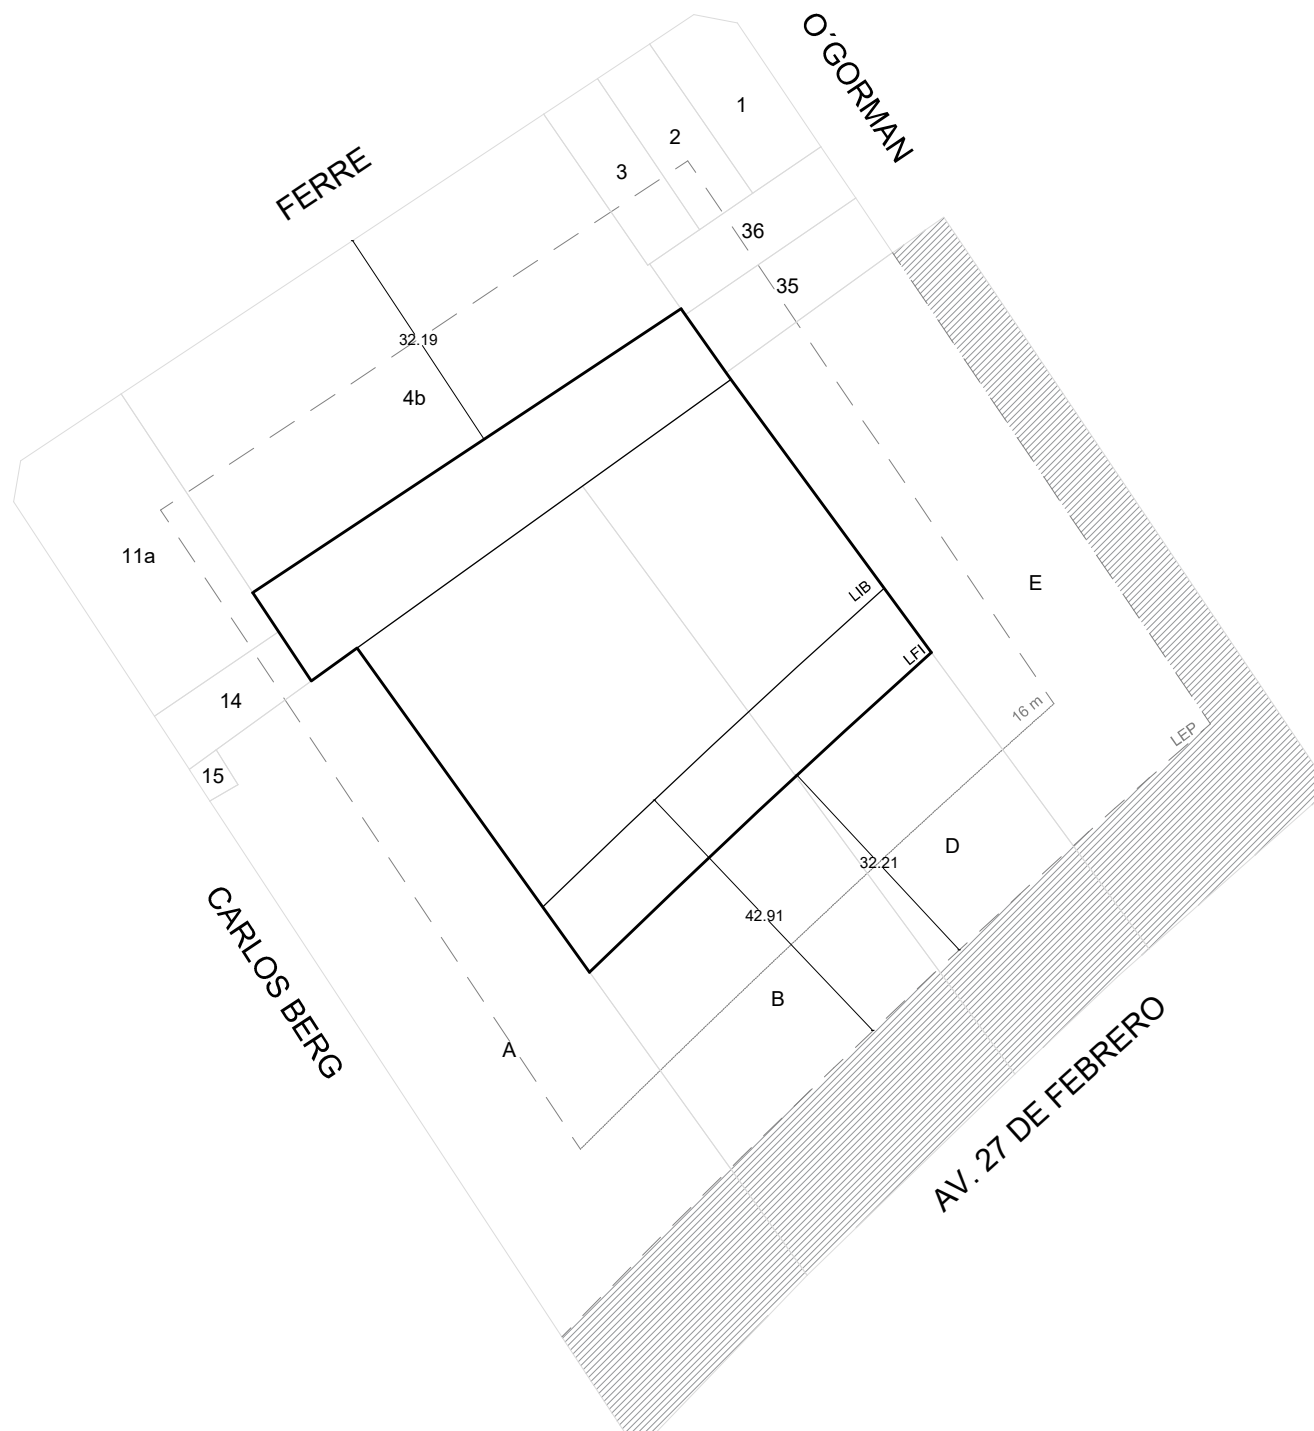 O´GORMAN
1
2
3
FERRE
36
35
32.19
4b
11a
E
LIB
LFI
14
16 m
LEP
15
D
32.21
42.91
CARLOS BERG
B
A
AV. 27 DE FEBRERO